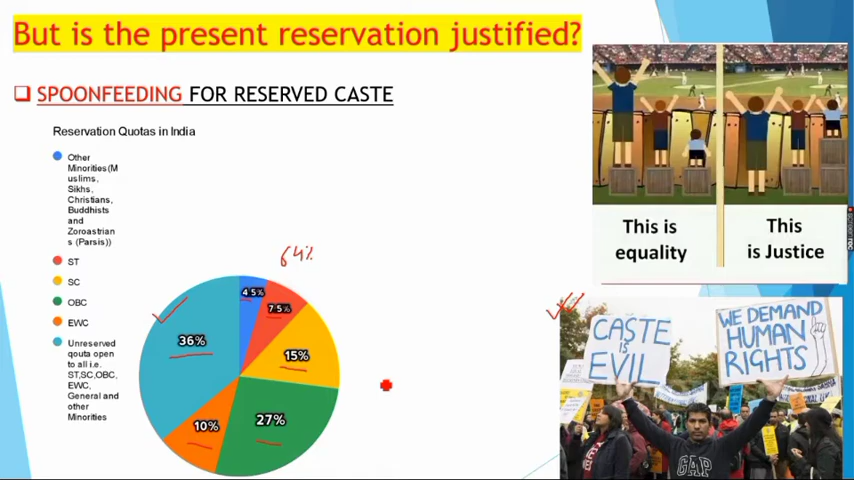 But is the present reservation justified?
SPOONFEEDING FOR RESERVED CASTE
Reservation Quotas in India
Other
Minorities(M
uslims,
Sikhs,
Christians,
Buddhists
and
Zoroastrian
s (Parsis))
ST
SC
OBC
EWC
Unreserved
qouta open
to all i.e.
ST,SC,OBC,
EWC,
General and
other
Minorities
64%
4.5%
7.5%
36%
15%
10%
27%
This is
equality
This
is Justice
CASTE
IS
EVIL
WE DEMAND
HUMAN
RIGHTS
GAP